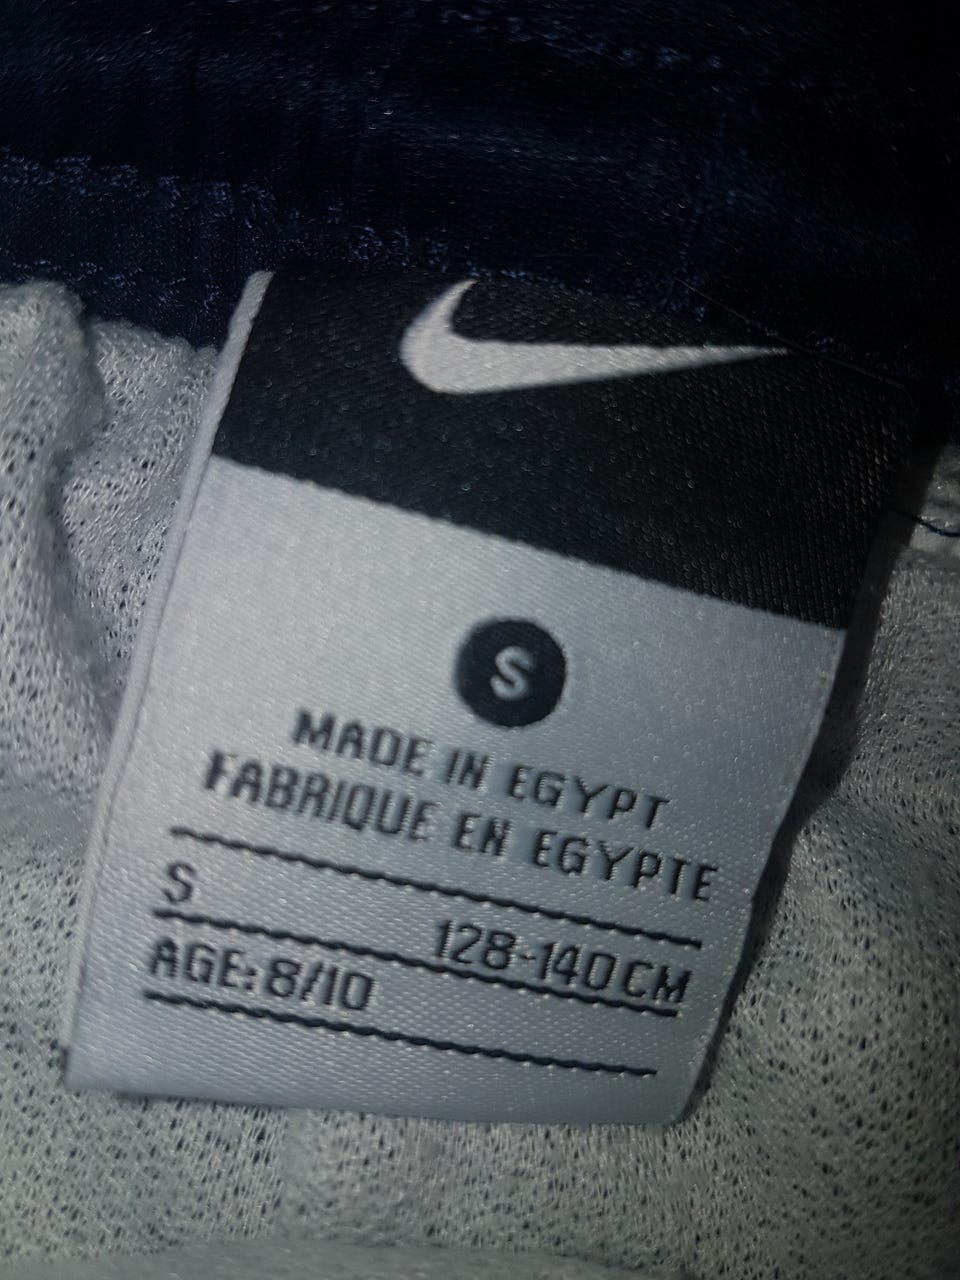 S
MADE IN EGYPT
FABRIQUE EN EGYPTE
S 128-140CM
AGE: 8/10